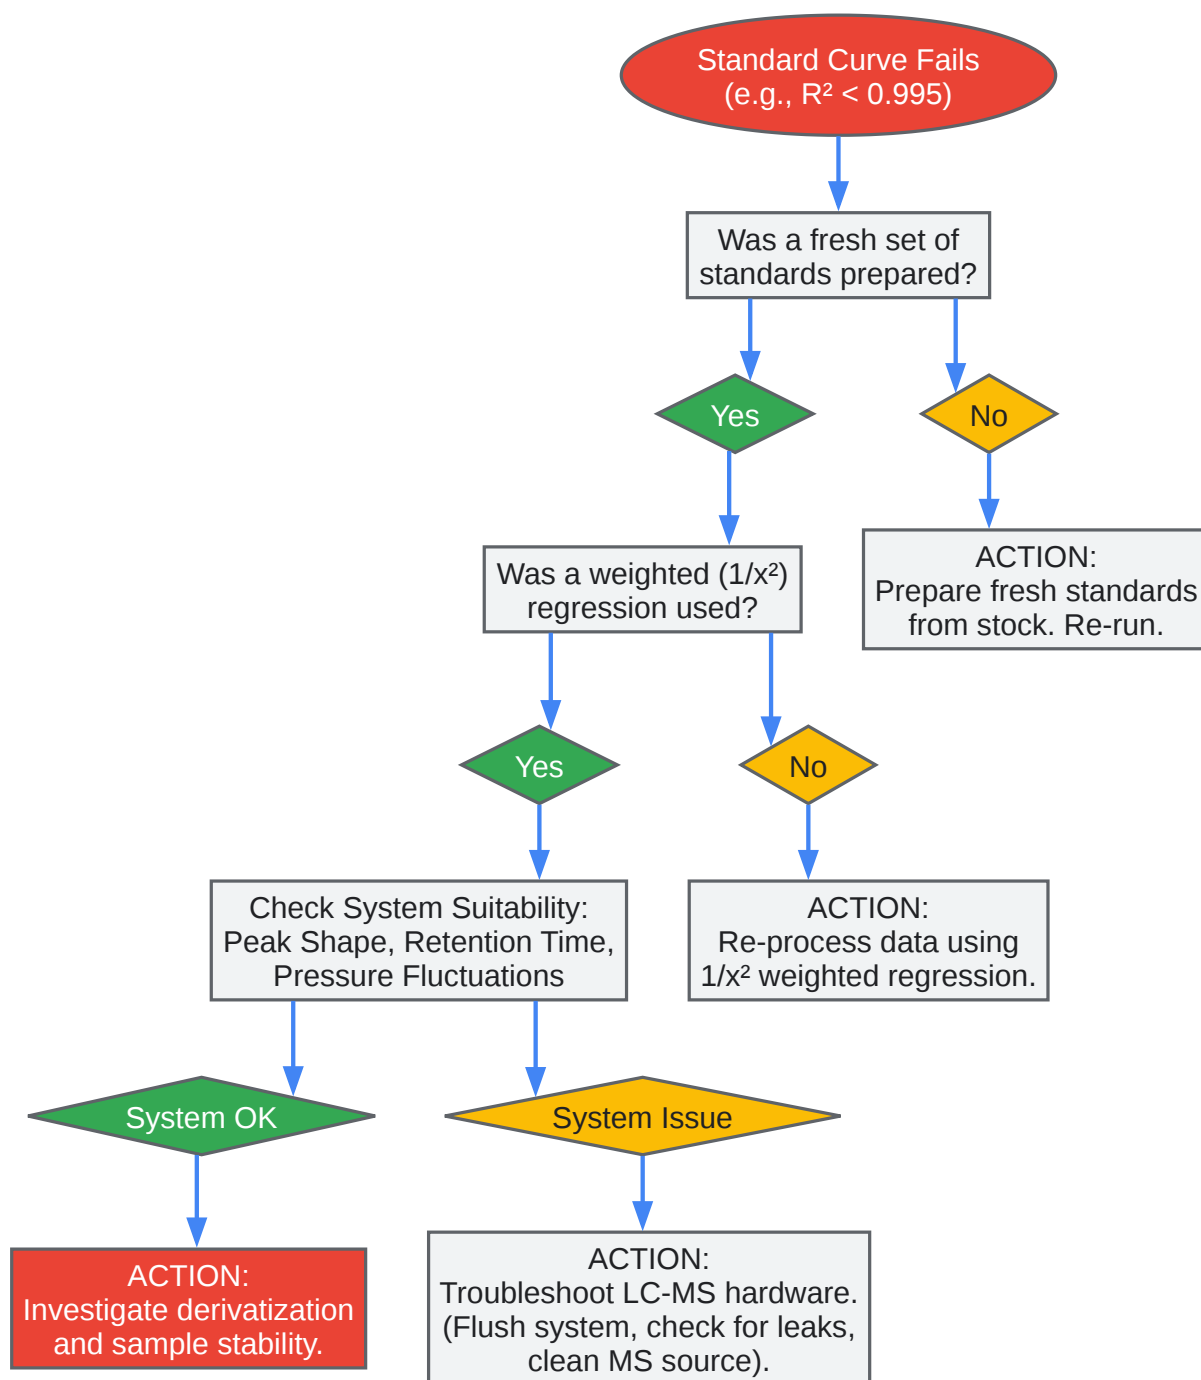 Standard Curve Fails
(e.g., R² < 0.995)
Was a fresh set of
standards prepared?
Yes
No
Was a weighted (1/x²)
regression used?
ACTION:
Prepare fresh standards
from stock. Re-run.
Yes
No
Check System Suitability:
Peak Shape, Retention Time,
Pressure Fluctuations
ACTION:
Re-process data using
1/x² weighted regression.
System OK
System Issue
ACTION:
Investigate derivatization
and sample stability.
ACTION:
Troubleshoot LC-MS hardware.
(Flush system, check for leaks,
clean MS source).